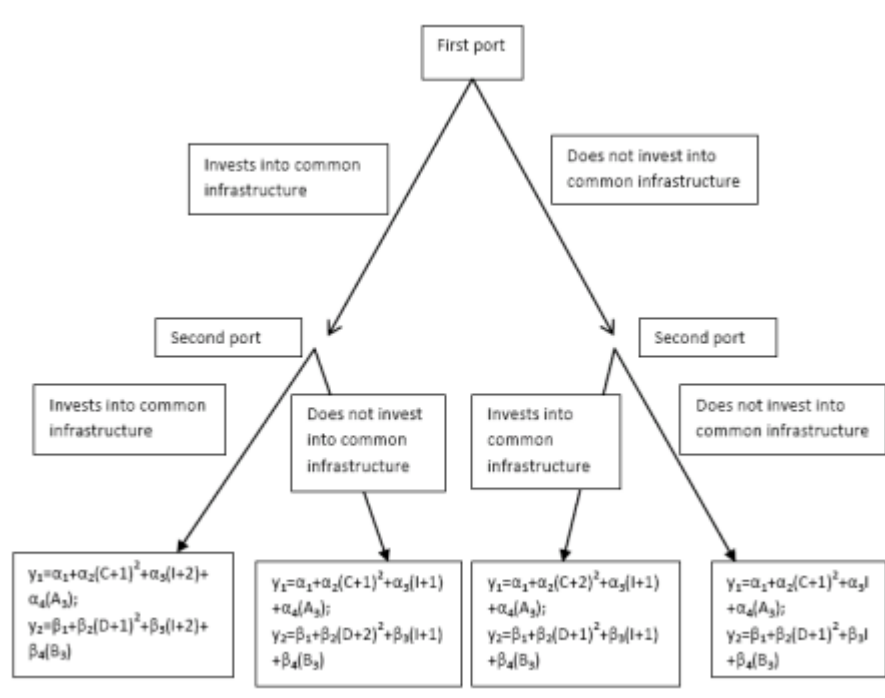 First port
Invests into common
infrastructure
Does not invest into
common infrastructure
Second port
Second port
Invests into common
infrastructure
Does not invest
into common
infrastructure
Invests into
common
infrastructure
Does not invest into
common infrastructure
y₁=α₁+α₂(C+1)²+α₃(I+2)+
α₄(A₃);
y₂=β₁+β₂(D+1)²+β₃(I+2)+
β₄(B₃)
y₁=α₁+α₂(C+1)²+α₃(I+1)
+α₄(A₃);
y₂=β₁+β₂(D+2)²+β₃(I+1)
+β₄(B₃)
y₁=α₁+α₂(C+2)²+α₃(I+1)
+α₄(A₃);
y₂=β₁+β₂(D+1)²+β₃(I+1)
+β₄(B₃)
y₁=α₁+α₂(C+1)²+α₃I
+α₄(A₃);
y₂=β₁+β₂(D+1)²+β₃I
+β₄(B₃)